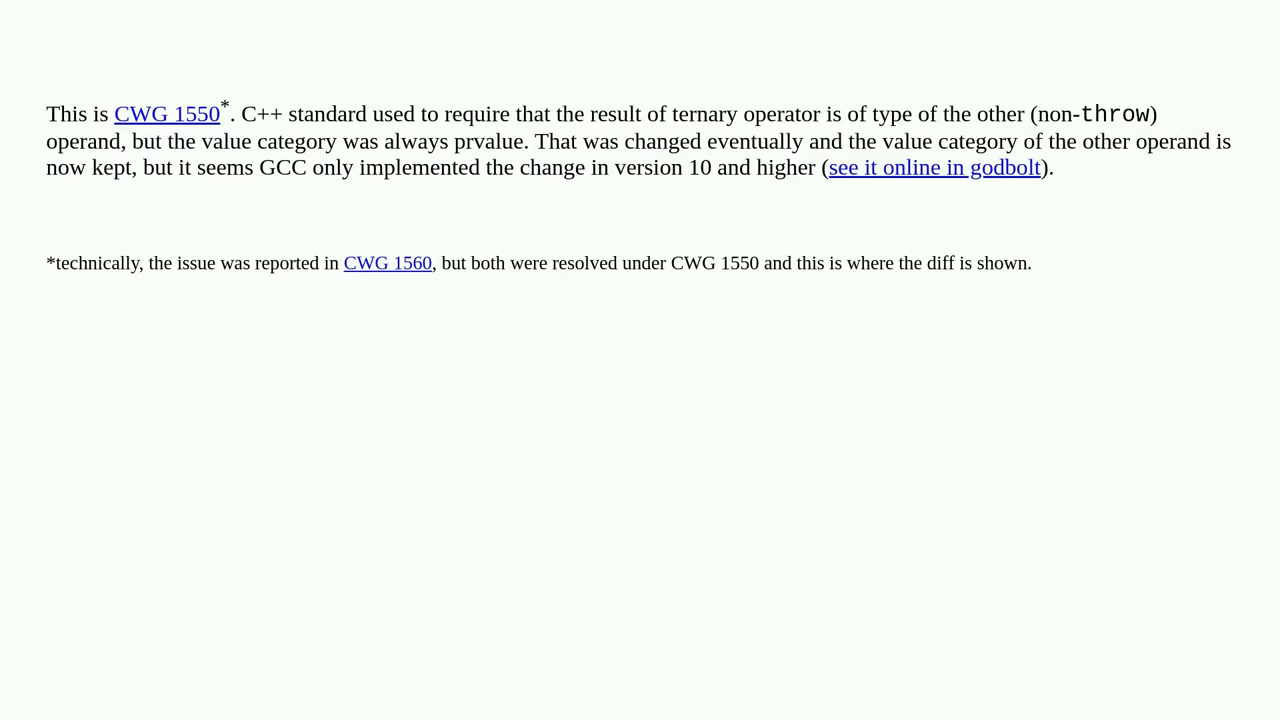 This is CWG 1550*. C++ standard used to require that the result of ternary operator is of type of the other (non-throw)
operand, but the value category was always prvalue. That was changed eventually and the value category of the other operand is
now kept, but it seems GCC only implemented the change in version 10 and higher (see it online in godbolt).
*technically, the issue was reported in CWG 1560, but both were resolved under CWG 1550 and this is where the diff is shown.